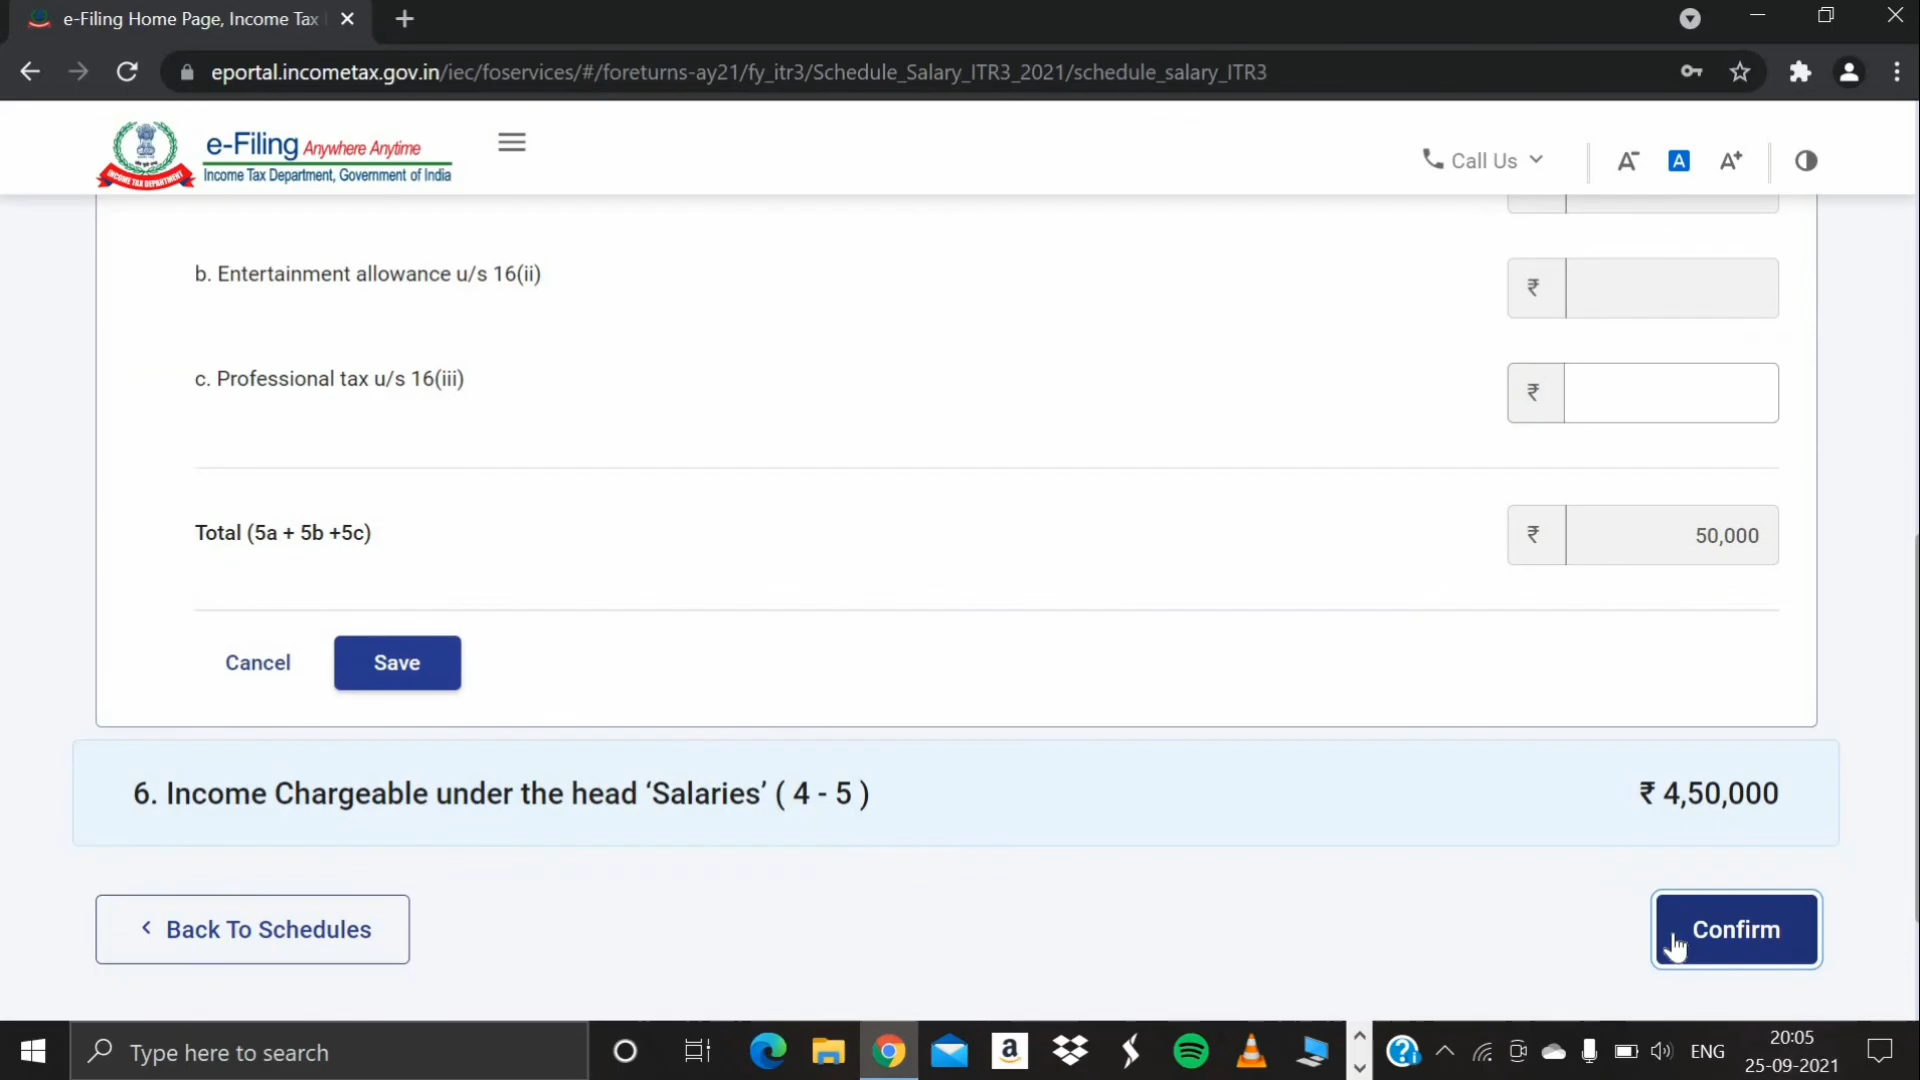 e-Filing Home Page, Income Tax
eportal.incometax.gov.in/iec/foservices/#/foreturns-ay21/fy_itr3/Schedule_Salary_ITR3_2021/schedule_salary_ITR3
e-Filing Anywhere Anytime
Income Tax Department, Government of India
INCOME TAX DEPARTMENT
Call Us
A-
A
A+
b. Entertainment allowance u/s 16(ii)
₹
c. Professional tax u/s 16(iii)
₹
Total (5a + 5b +5c)
₹ 50,000
Cancel
Save
6. Income Chargeable under the head ‘Salaries’ ( 4 - 5 )
₹ 4,50,000
Back To Schedules
Confirm
Type here to search
a
ENG
20:05
25-09-2021